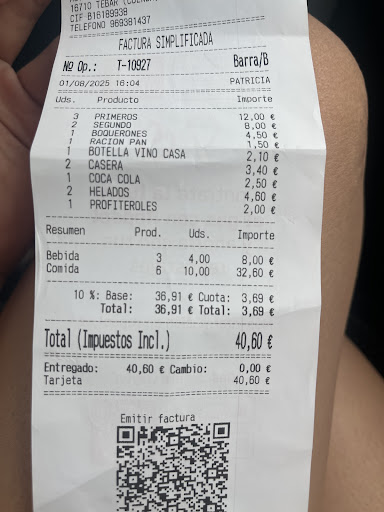 16710 TEBAR
CIF B16189938
TELEFONO 969381437
FACTURA SIMPLIFICADA
Nº Op.: T-10927 Barra/B
01/08/2025 16:04 PATRICIA
Uds. Producto Importe
3 PRIMEROS 12,00 €
2 SEGUNDO 8,00 €
1 BOQUERONES 4,50 €
1 RACION PAN 1,50 €
1 BOTELLA VINO CASA 2,10 €
2 CASERA 3,40 €
1 COCA COLA 2,50 €
2 HELADOS 4,60 €
1 PROFITEROLES 2,00 €
Resumen Prod. Uds. Importe
Bebida 3 4,00 8,00 €
Comida 6 10,00 32,60 €
10 %: Base: 36,91 € Cuota: 3,69 €
Total: 36,91 € Total: 3,69 €
Total (Impuestos Incl.) 40,60 €
Entregado: 40,60 € Cambio: 0,00 €
Tarjeta 40,60 €
Emitir factura